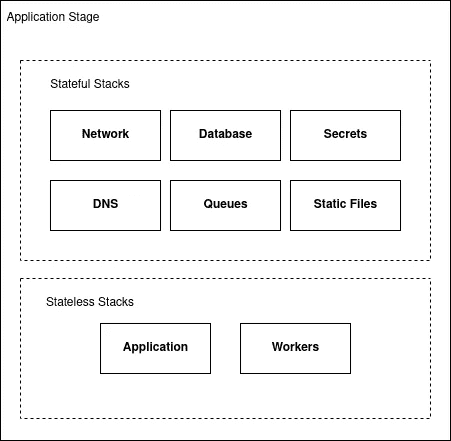 Application Stage
Stateful Stacks
Network
Database
Secrets
DNS
Queues
Static Files
Stateless Stacks
Application
Workers